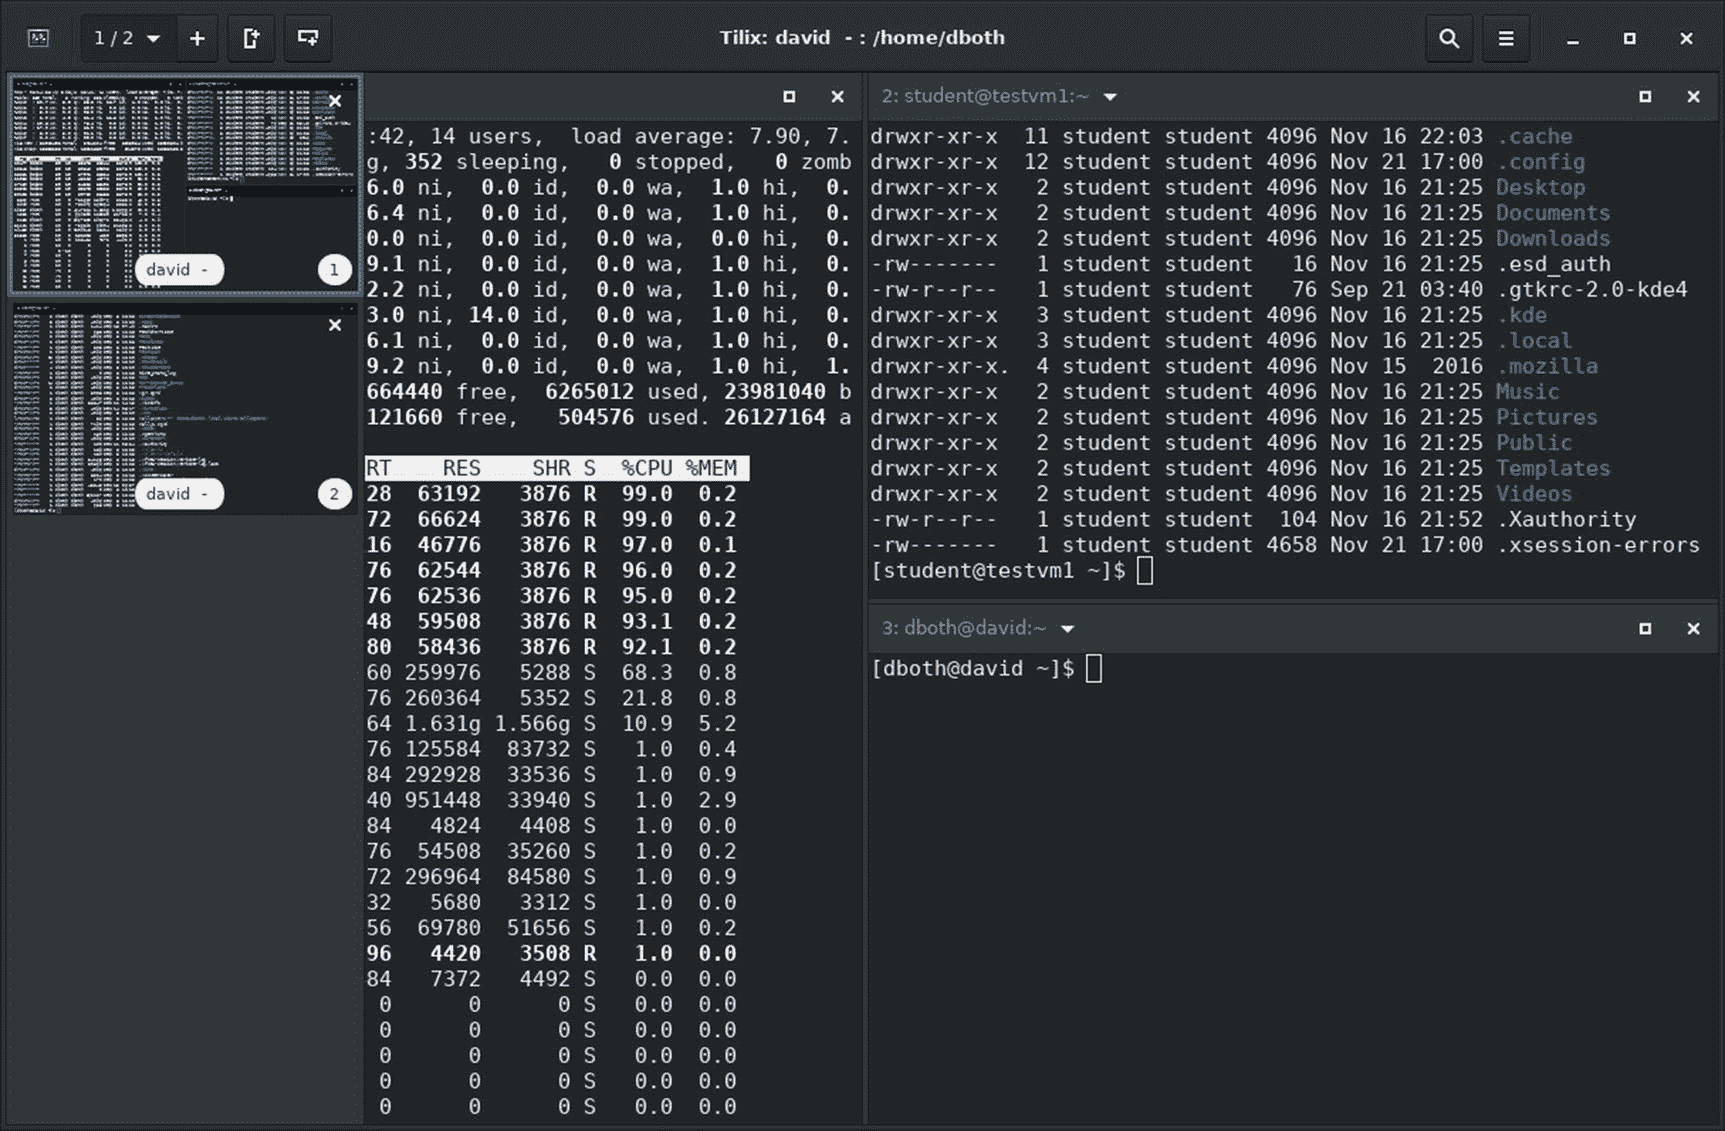 1 / 2
Tilix: david - : /home/dboth
david -
1
david -
2
:42, 14 users, load average: 7.90, 7.
g, 352 sleeping, 0 stopped, 0 zomb
6.0 ni, 0.0 id, 0.0 wa, 1.0 hi, 0.
6.4 ni, 0.0 id, 0.0 wa, 1.0 hi, 0.
0.0 ni, 0.0 id, 0.0 wa, 1.0 hi, 0.
9.1 ni, 0.0 id, 0.0 wa, 1.0 hi, 0.
2.2 ni, 0.0 id, 0.0 wa, 1.0 hi, 0.
3.0 ni, 14.0 id, 0.0 wa, 1.0 hi, 0.
6.1 ni, 0.0 id, 0.0 wa, 1.0 hi, 0.
9.2 ni, 0.0 id, 0.0 wa, 1.0 hi, 1.
664440 free, 6265012 used, 23981040 b
121660 free, 504576 used. 26127164 a
RT RES SHR S %CPU %MEM
28 63192 3876 R 99.0 0.2
72 66624 3876 R 99.0 0.2
16 46776 3876 R 97.0 0.1
76 62544 3876 R 96.0 0.2
76 62536 3876 R 95.0 0.2
48 59508 3876 R 93.1 0.2
80 58436 3876 R 92.1 0.2
60 259976 5288 S 68.3 0.8
76 260364 5352 S 21.8 0.8
64 1.631g 1.566g S 10.9 5.2
76 125584 83732 S 1.0 0.4
84 292928 33536 S 1.0 0.9
40 951448 33940 S 1.0 2.9
84 4824 4408 S 1.0 0.0
76 54508 35260 S 1.0 0.2
72 296964 84580 S 1.0 0.9
32 5680 3312 S 1.0 0.0
56 69780 51656 S 1.0 0.2
96 4420 3508 R 1.0 0.0
84 7372 4492 S 0.0 0.0
0 0 0 S 0.0 0.0
0 0 0 S 0.0 0.0
0 0 0 S 0.0 0.0
0 0 0 S 0.0 0.0
0 0 0 S 0.0 0.0
2: student@testvm1:~
drwxr-xr-x 11 student student 4096 Nov 16 22:03 .cache
drwxr-xr-x 12 student student 4096 Nov 21 17:00 .config
drwxr-xr-x 2 student student 4096 Nov 16 21:25 Desktop
drwxr-xr-x 2 student student 4096 Nov 16 21:25 Documents
drwxr-xr-x 2 student student 4096 Nov 16 21:25 Downloads
-rw------- 1 student student 16 Nov 16 21:25 .esd_auth
-rw-r--r-- 1 student student 76 Sep 21 03:40 .gtkrc-2.0-kde4
drwxr-xr-x 3 student student 4096 Nov 16 21:25 .kde
drwxr-xr-x 3 student student 4096 Nov 16 21:25 .local
drwxr-xr-x. 4 student student 4096 Nov 15 2016 .mozilla
drwxr-xr-x 2 student student 4096 Nov 16 21:25 Music
drwxr-xr-x 2 student student 4096 Nov 16 21:25 Pictures
drwxr-xr-x 2 student student 4096 Nov 16 21:25 Public
drwxr-xr-x 2 student student 4096 Nov 16 21:25 Templates
drwxr-xr-x 2 student student 4096 Nov 16 21:25 Videos
-rw-r--r-- 1 student student 104 Nov 16 21:52 .Xauthority
-rw------- 1 student student 4658 Nov 21 17:00 .xsession-errors
[student@testvm1 ~]$
3: dboth@david:~
[dboth@david ~]$